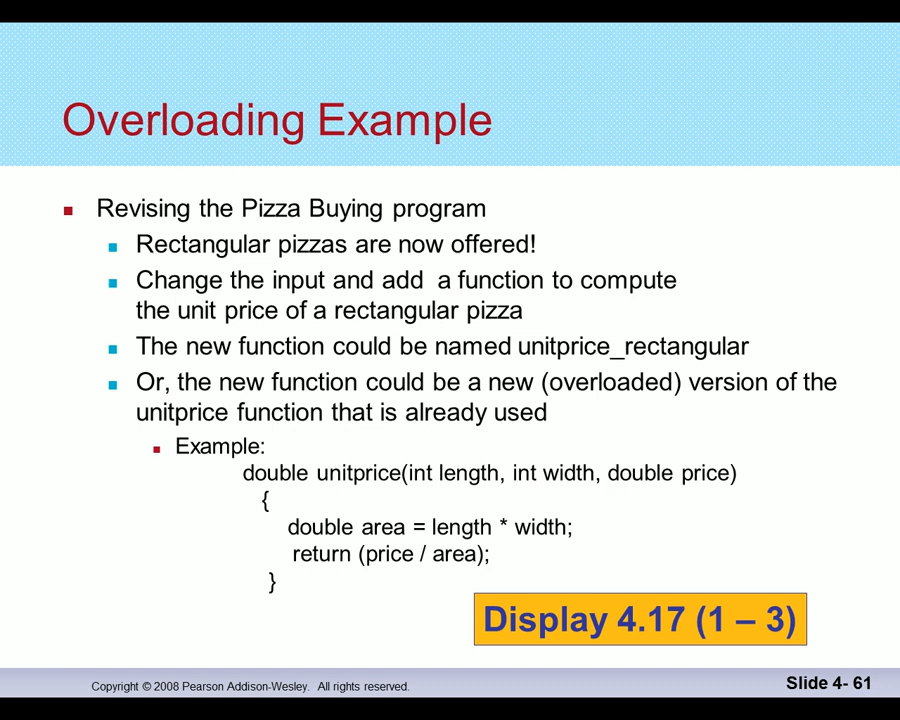 Overloading Example
Revising the Pizza Buying program
Rectangular pizzas are now offered!
Change the input and add  a function to compute
the unit price of a rectangular pizza
The new function could be named unitprice_rectangular
Or, the new function could be a new (overloaded) version of the
unitprice function that is already used
Example:
double unitprice(int length, int width, double price)
{
double area = length * width;
return (price / area);
}
Display 4.17 (1 – 3)
Copyright © 2008 Pearson Addison-Wesley.  All rights reserved.
Slide 4- 61